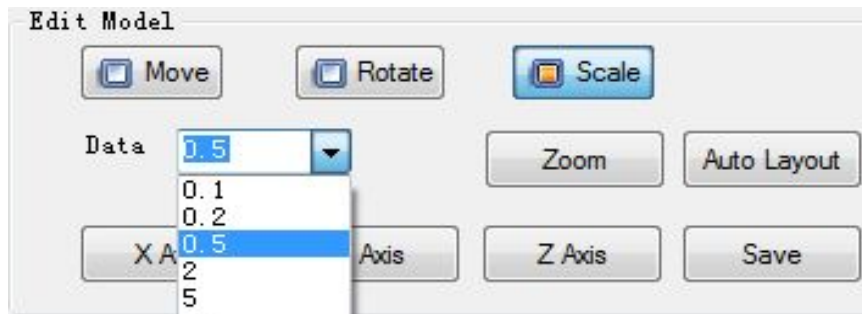 Edit Model
Move Rotate Scale
Data 0.5 Zoom Auto Layout
0.1
0.2
0.5
2
5
X A Axis Z Axis Save